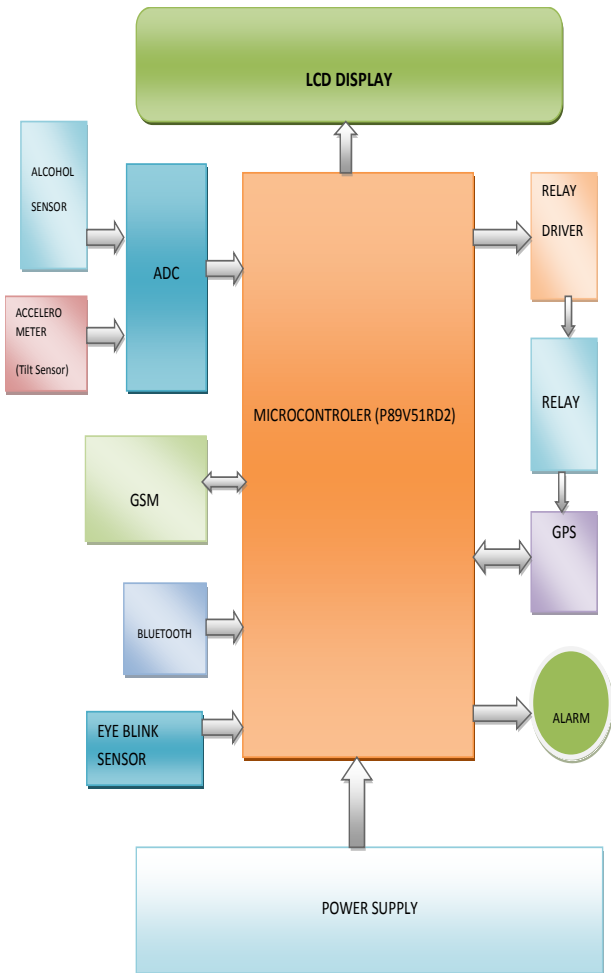 LCD DISPLAY
ALCOHOL
SENSOR
ADC
RELAY
DRIVER
ACCELERO
METER
(Tilt Sensor)
RELAY
MICROCONTROLER (P89V51RD2)
GSM
GPS
BLUETOOTH
EYE BLINK
SENSOR
ALARM
POWER SUPPLY